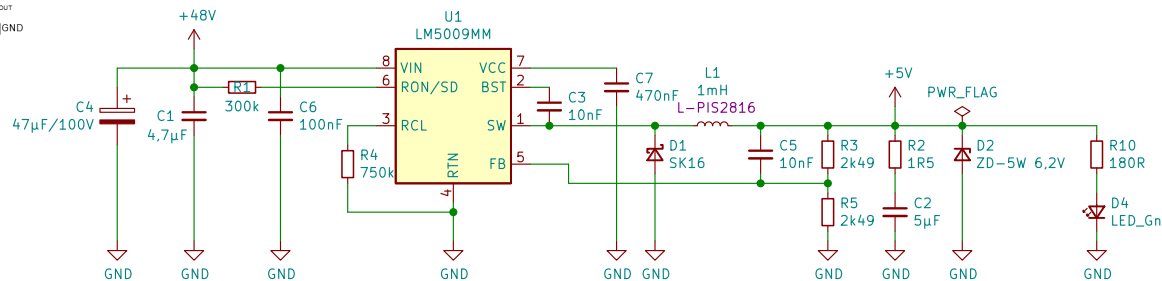 OUT
GND
+48V
C4
47µF/100V
C1
4,7µF
R1
300k
C6
100nF
R4
750k
U1
LM5009MM
8 VIN
6 RON/SD
3 RCL
VCC 7
BST 2
SW 1
FB 5
RTN 4
C3
10nF
C7
470nF
L1
1mH
L-PIS2816
D1
SK16
C5
10nF
R3
2k49
R5
2k49
+5V
R2
1R5
C2
5µF
PWR_FLAG
D2
ZD-5W 6,2V
R10
180R
D4
LED_Gn
GND
GND
GND
GND
GND
GND
GND
GND
GND
GND